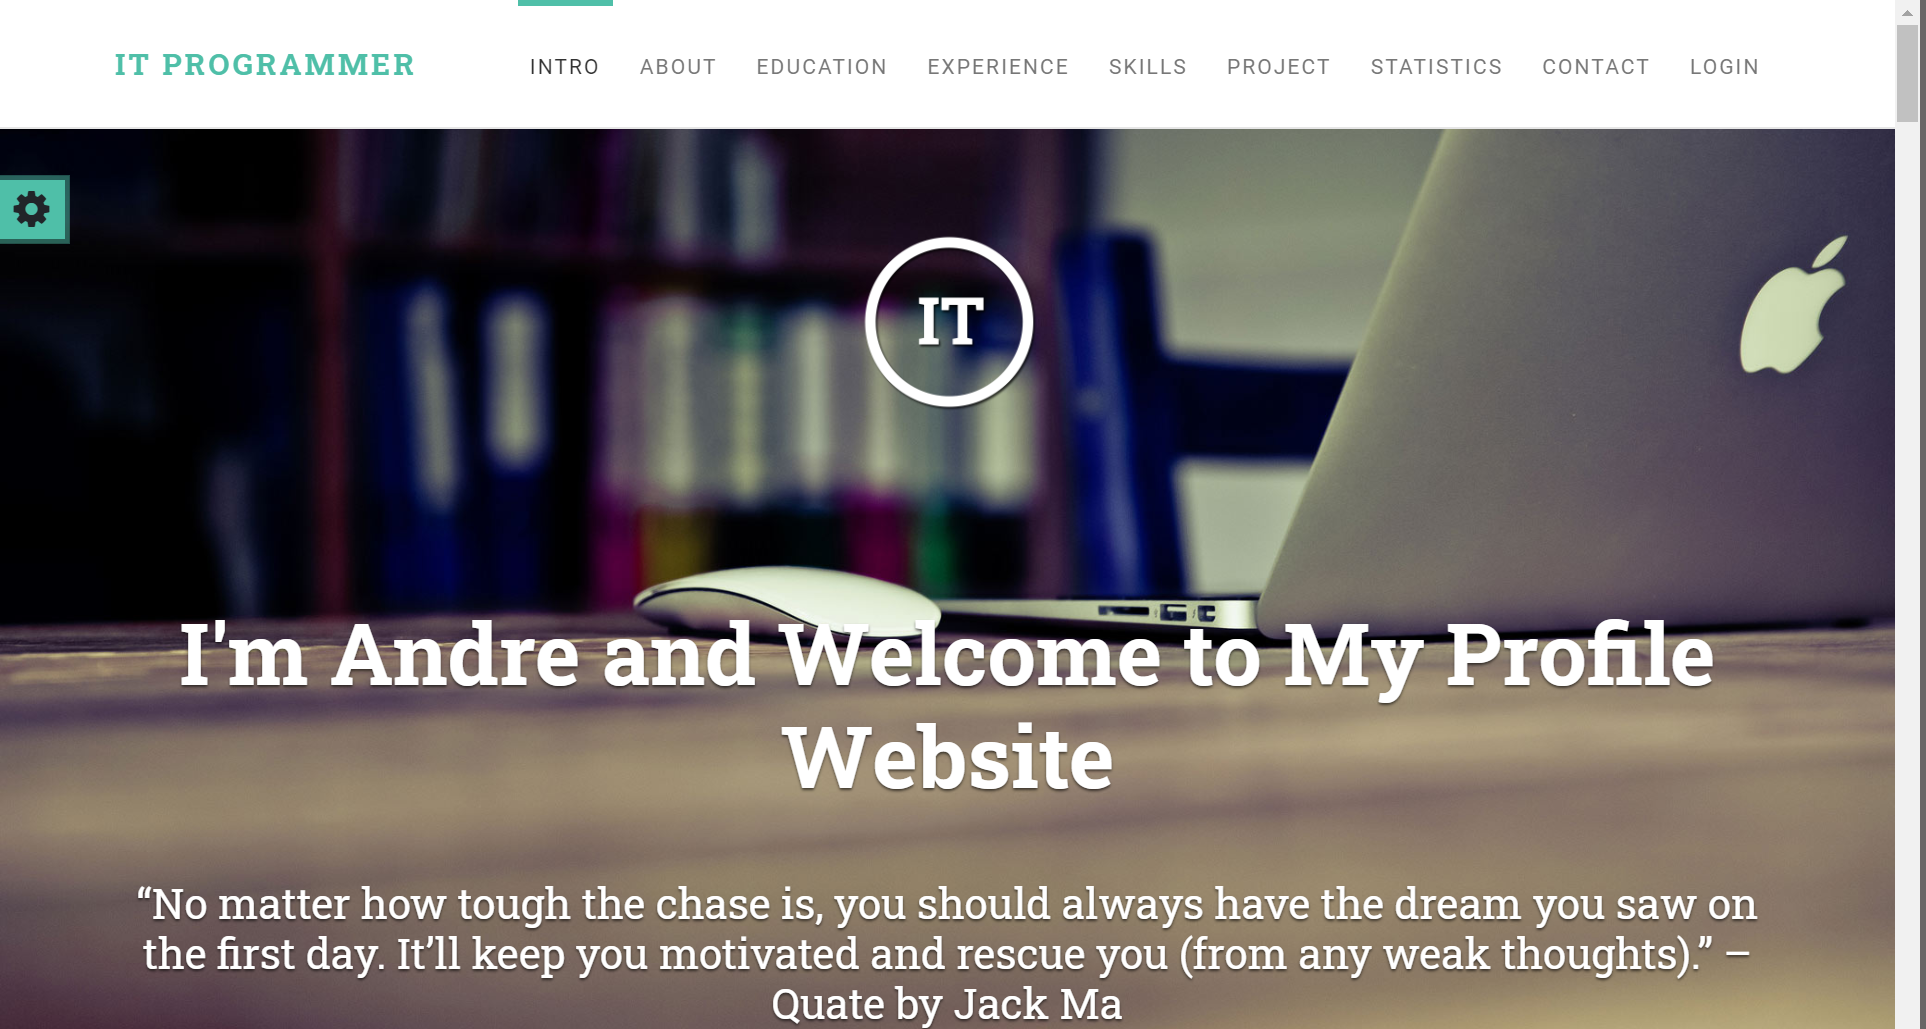 IT PROGRAMMER INTRO ABOUT EDUCATION EXPERIENCE SKILLS PROJECT STATISTICS CONTACT LOGIN
IT
I'm Andre and Welcome to My Profile
Website
“No matter how tough the chase is, you should always have the dream you saw on
the first day. It’ll keep you motivated and rescue you (from any weak thoughts).” –
Quate by Jack Ma